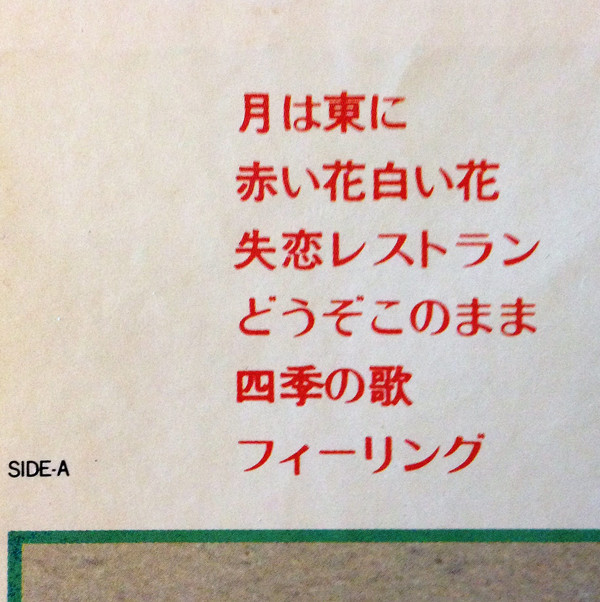 月は東に
赤い花白い花
失恋レストラン
どうぞこのまま
四季の歌
フィーリング
SIDE-A